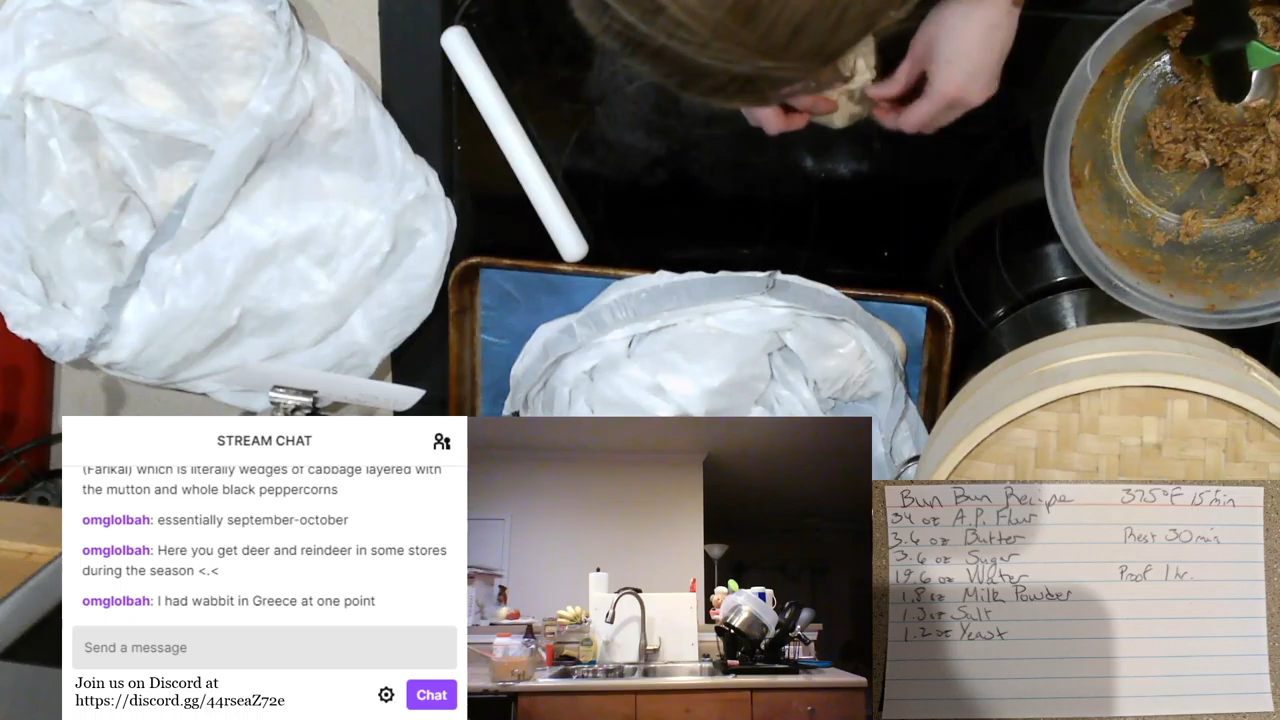 STREAM CHAT
(Farikal) which is literally wedges of cabbage layered with
the mutton and whole black peppercorns
omglolbah: essentially september-october
omglolbah: Here you get deer and reindeer in some stores
during the season <.<
omglolbah: I had wabbit in Greece at one point
Send a message
Join us on Discord at
https://discord.gg/44rseaZ72e
Chat
Bun Bun Recipe 375°F 15 min
34 oz A.P. Flour
3.6 oz Butter Rest 30 min
3.6 oz Sugar
19.6 oz Water Proof 1 hr.
1.8 oz Milk Powder
1.3 oz Salt
1.2 oz Yeast